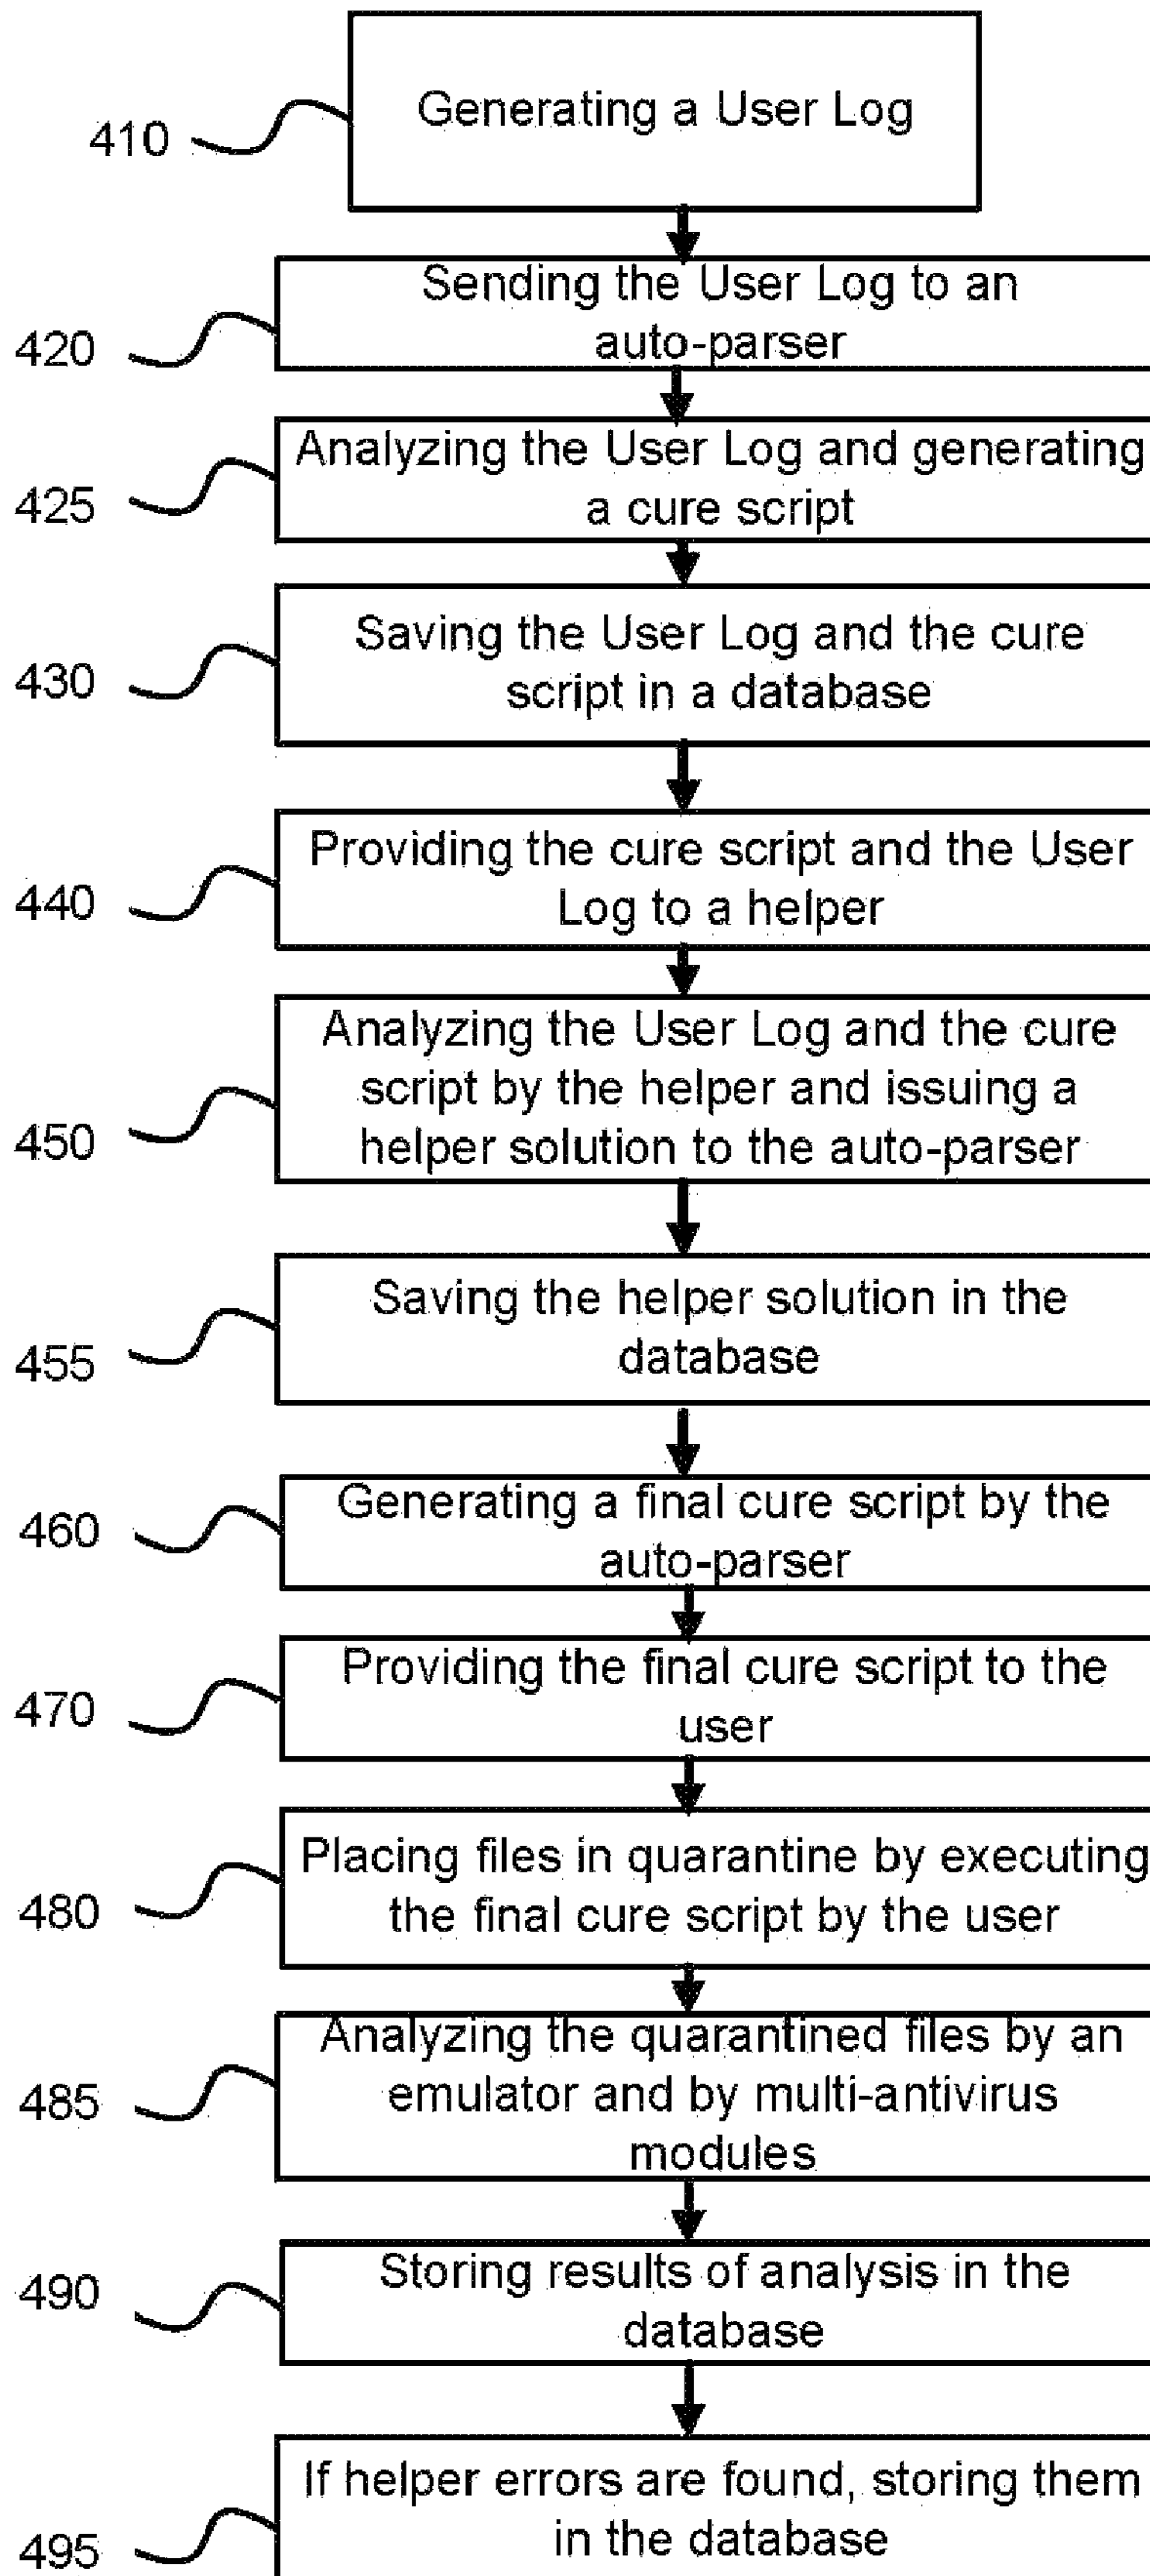 Generating a User Log
410
Sending the User Log to an
auto-parser
420
Analyzing the User Log and generating
a cure script
425
Saving the User Log and the cure
script in a database
430
Providing the cure script and the User
Log to a helper
440
Analyzing the User Log and the cure
script by the helper and issuing a
helper solution to the auto-parser
450
Saving the helper solution in the
database
455
Generating a final cure script by the
auto-parser
460
Providing the final cure script to the
user
470
Placing files in quarantine by executing
the final cure script by the user
480
Analyzing the quarantined files by an
emulator and by multi-antivirus
modules
485
Storing results of analysis in the
database
490
If helper errors are found, storing them
in the database
495